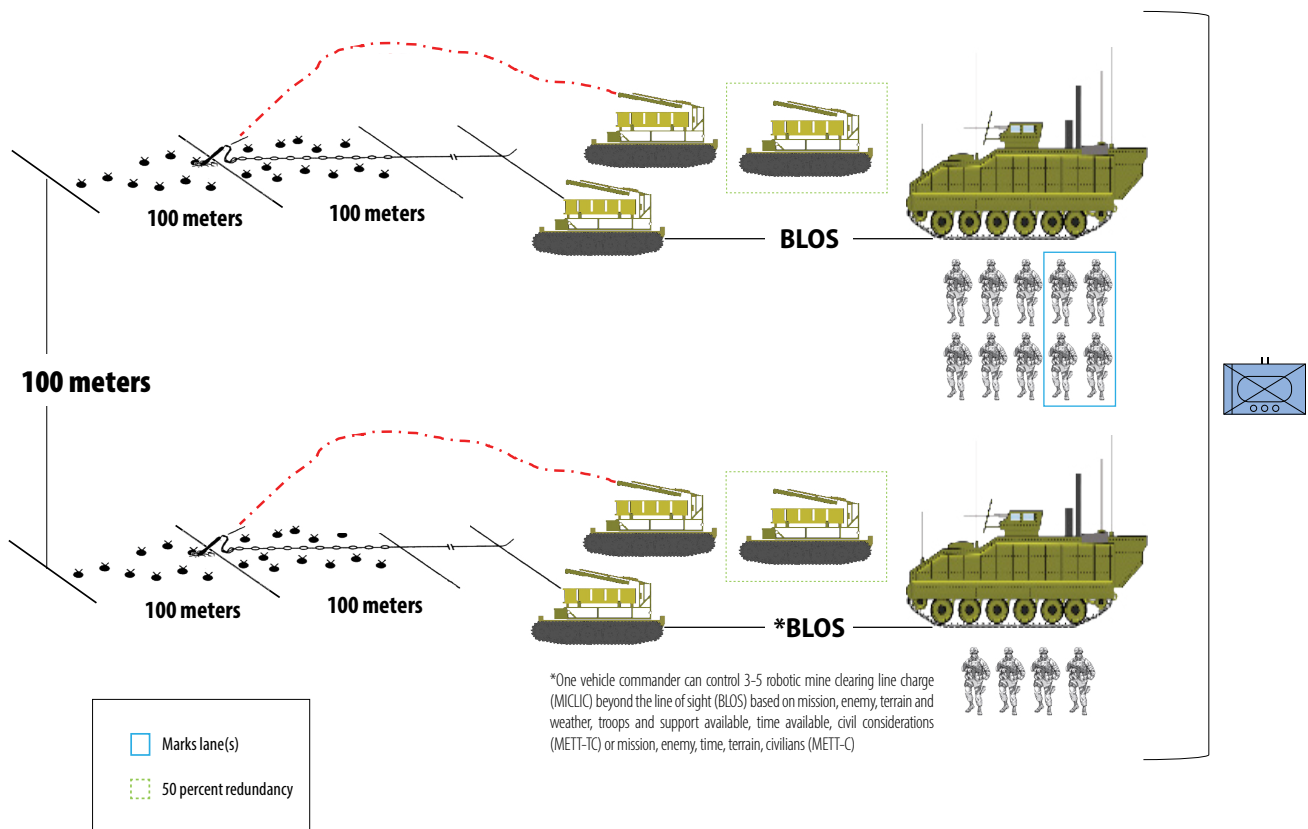 100 meters
100 meters
BLOS
100 meters
100 meters
100 meters
*BLOS
*One vehicle commander can control 3-5 robotic mine clearing line charge
(MICLIC) beyond the line of sight (BLOS) based on mission, enemy, terrain and
weather, troops and support available, time available, civil considerations
(METT-TC) or mission, enemy, time, terrain, civilians (METT-C)
Marks lane(s)
50 percent redundancy